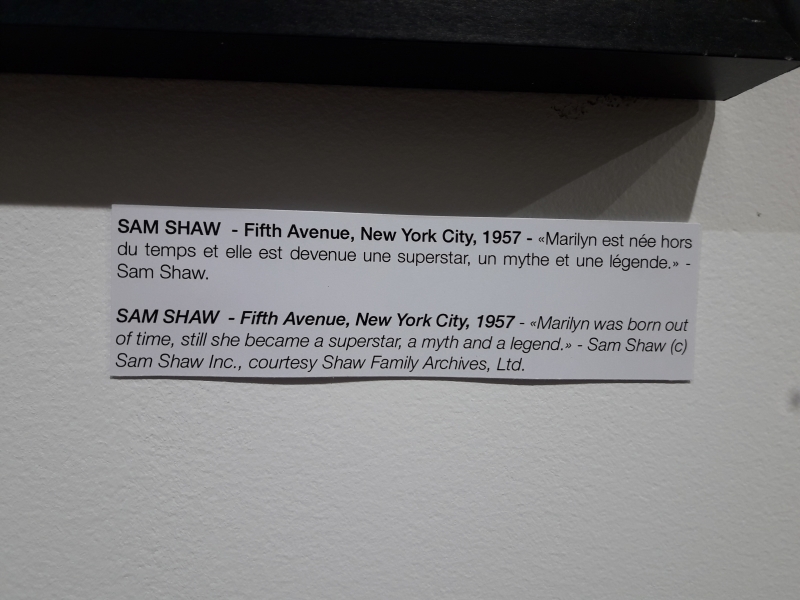 SAM SHAW - Fifth Avenue, New York City, 1957 - «Marilyn est née hors
du temps et elle est devenue une superstar, un mythe et une légende.» -
Sam Shaw.
SAM SHAW - Fifth Avenue, New York City, 1957 - «Marilyn was born out
of time, still she became a superstar, a myth and a legend.» - Sam Shaw (c)
Sam Shaw Inc., courtesy Shaw Family Archives, Ltd.